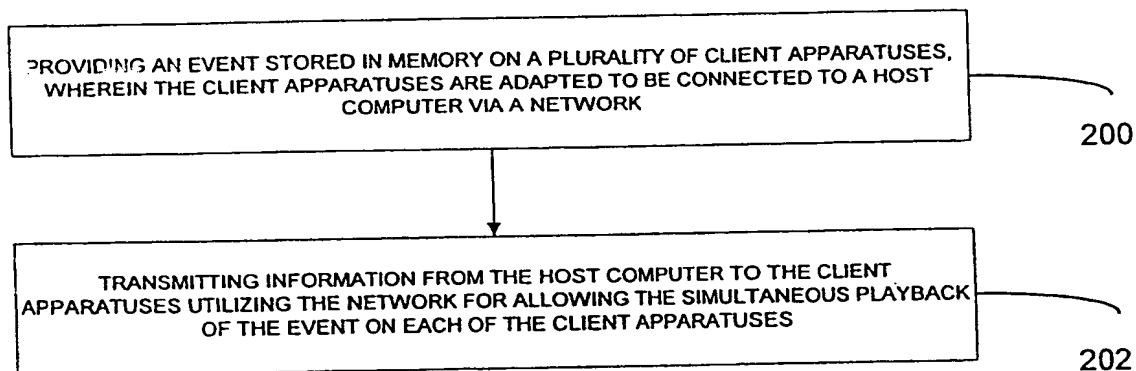 PROVIDING AN EVENT STORED IN MEMORY ON A PLURALITY OF CLIENT APPARATUSES,
WHEREIN THE CLIENT APPARATUSES ARE ADAPTED TO BE CONNECTED TO A HOST
COMPUTER VIA A NETWORK
200
TRANSMITTING INFORMATION FROM THE HOST COMPUTER TO THE CLIENT
APPARATUSES UTILIZING THE NETWORK FOR ALLOWING THE SIMULTANEOUS PLAYBACK
OF THE EVENT ON EACH OF THE CLIENT APPARATUSES
202